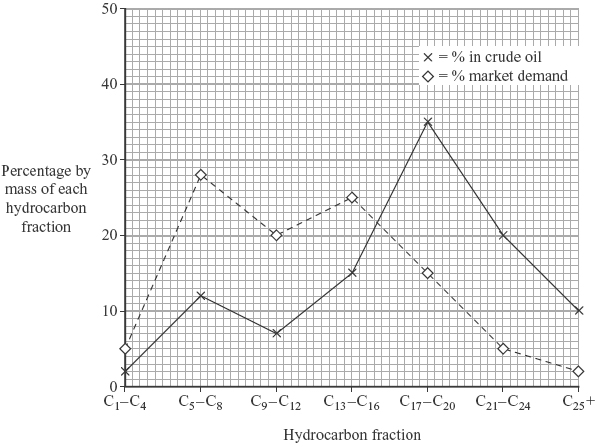 50
× = % in crude oil
◇ = % market demand
40
30
Percentage by
mass of each
hydrocarbon
fraction
20
10
0
C₁–C₄ C₅–C₈ C₉–C₁₂ C₁₃–C₁₆ C₁₇–C₂₀ C₂₁–C₂₄ C₂₅+
Hydrocarbon fraction